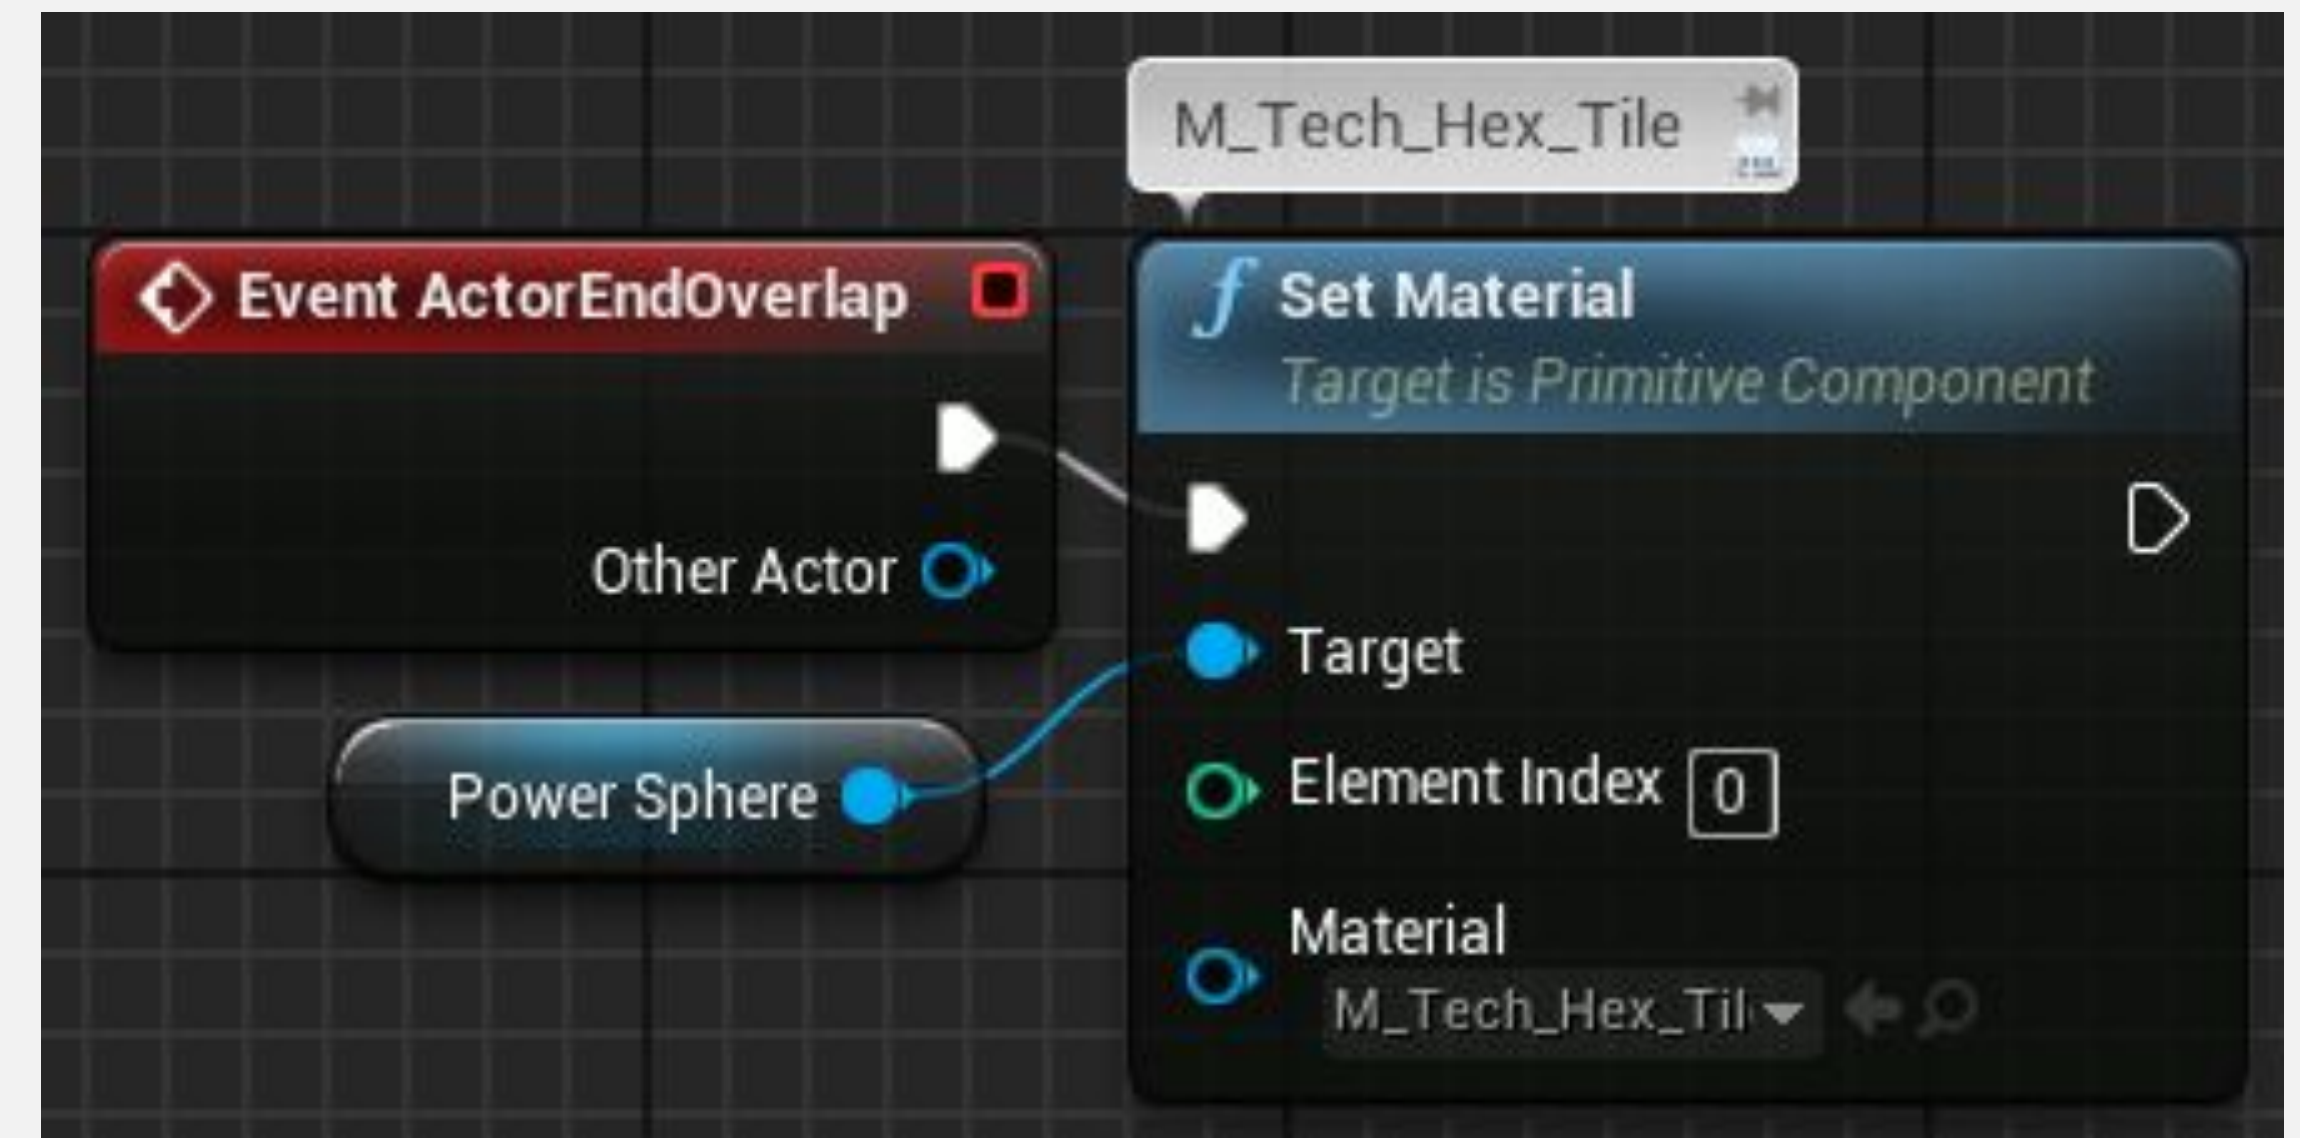 M_Tech_Hex_Tile
Event ActorEndOverlap
Other Actor
Power Sphere
Set Material
Target is Primitive Component
Target
Element Index 0
Material
M_Tech_Hex_Til